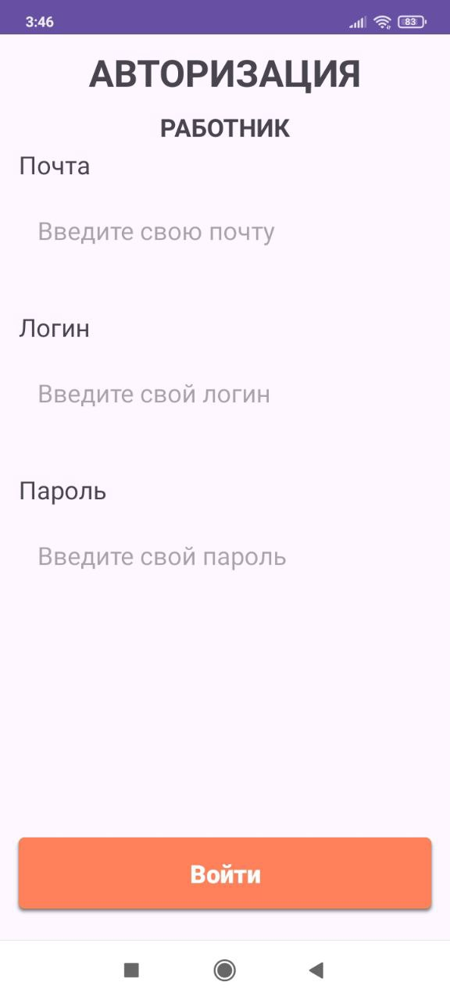 3:46
83
АВТОРИЗАЦИЯ
РАБОТНИК
Почта
Введите свою почту
Логин
Введите свой логин
Пароль
Введите свой пароль
Войти